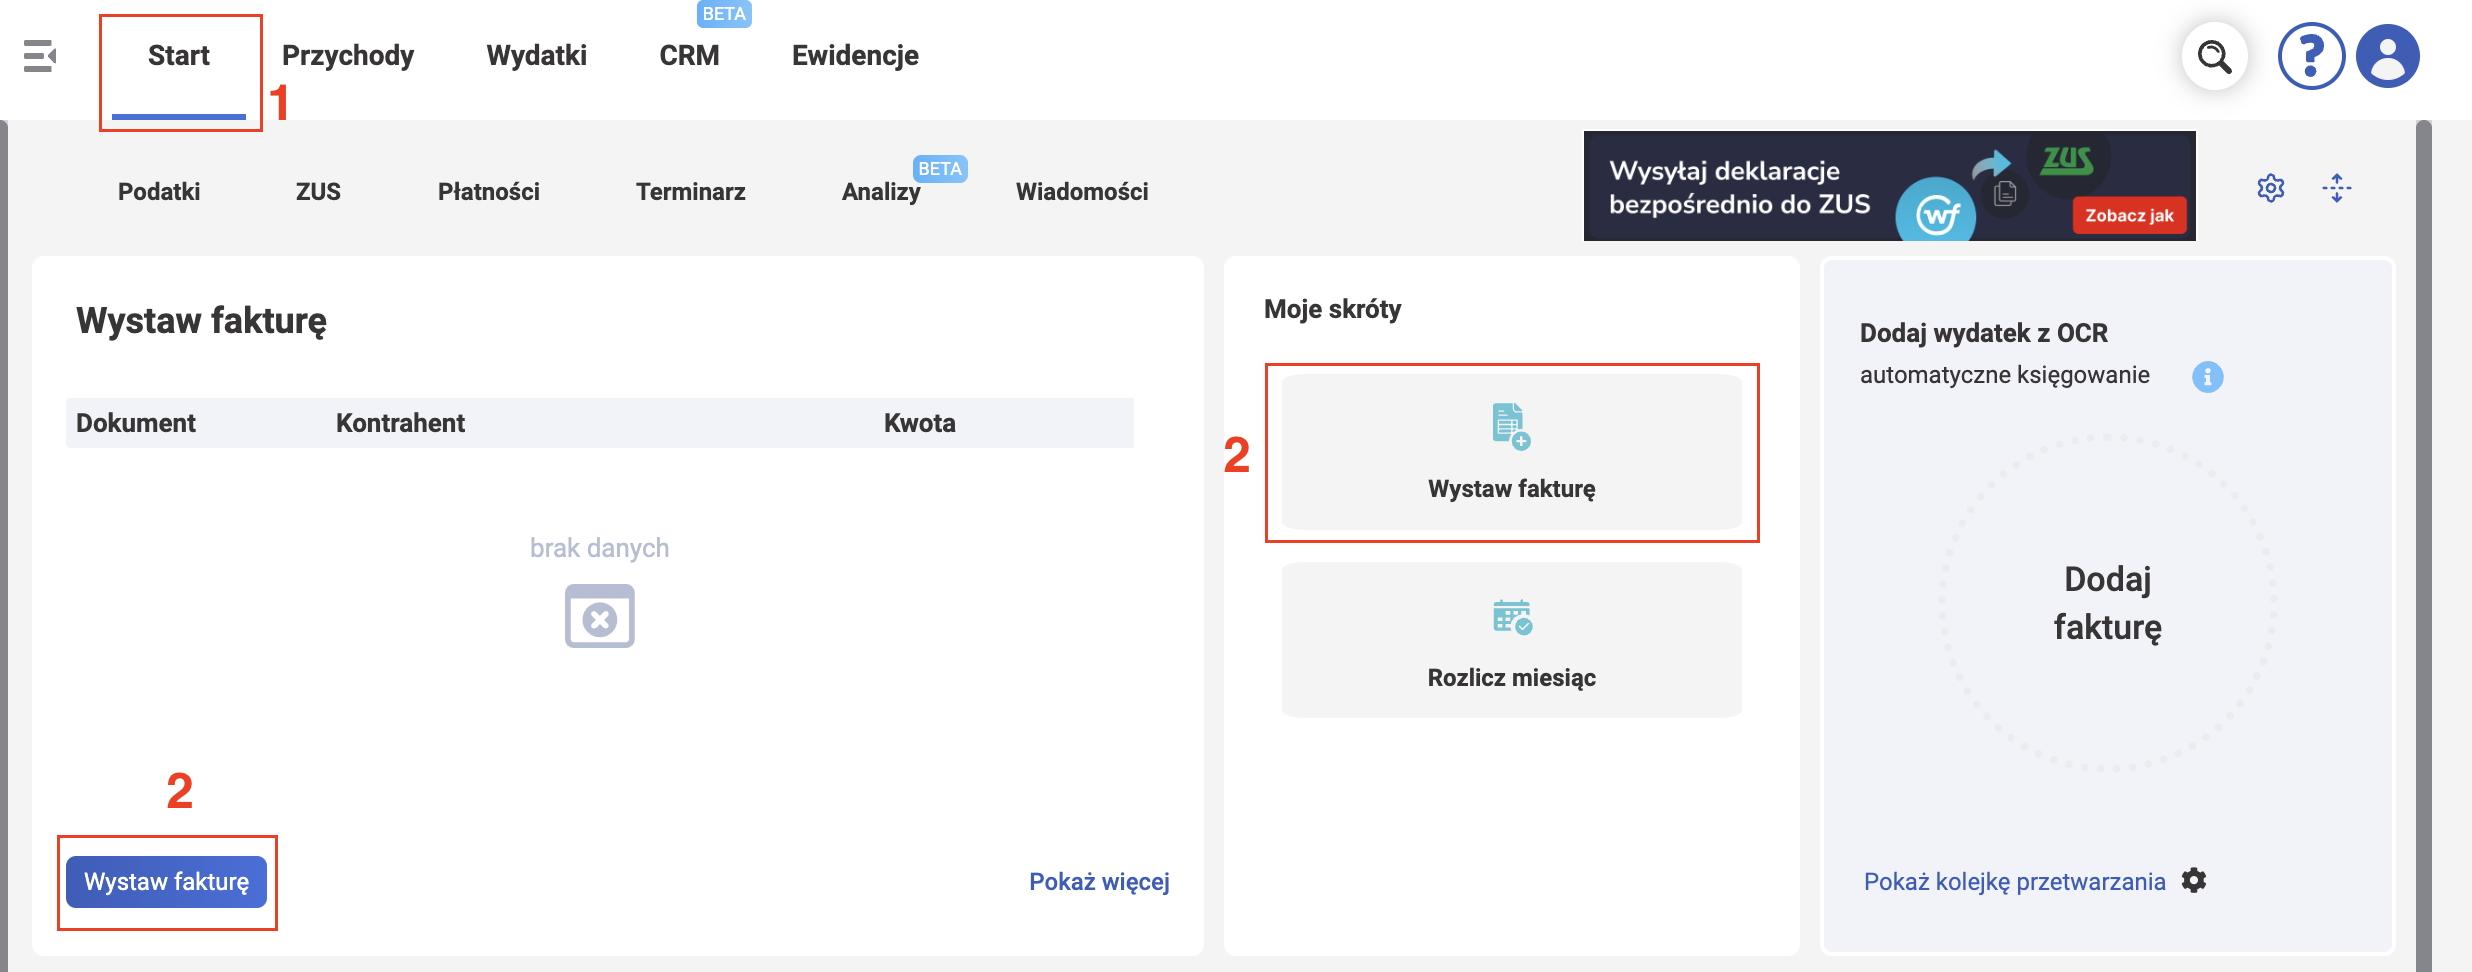 BETA
Start
Przychody
Wydatki
CRM
Ewidencje
1
BETA
Podatki
ZUS
Płatności
Terminarz
Analizy
Wiadomości
Wysyłaj deklaracje
bezpośrednio do ZUS
wf
ZUS
Zobacz jak
Wystaw fakturę
Dokument
Kontrahent
Kwota
brak danych
2
Wystaw fakturę
Pokaż więcej
Moje skróty
2
Wystaw fakturę
Rozlicz miesiąc
Dodaj wydatek z OCR
automatyczne księgowanie
Dodaj
fakturę
Pokaż kolejkę przetwarzania